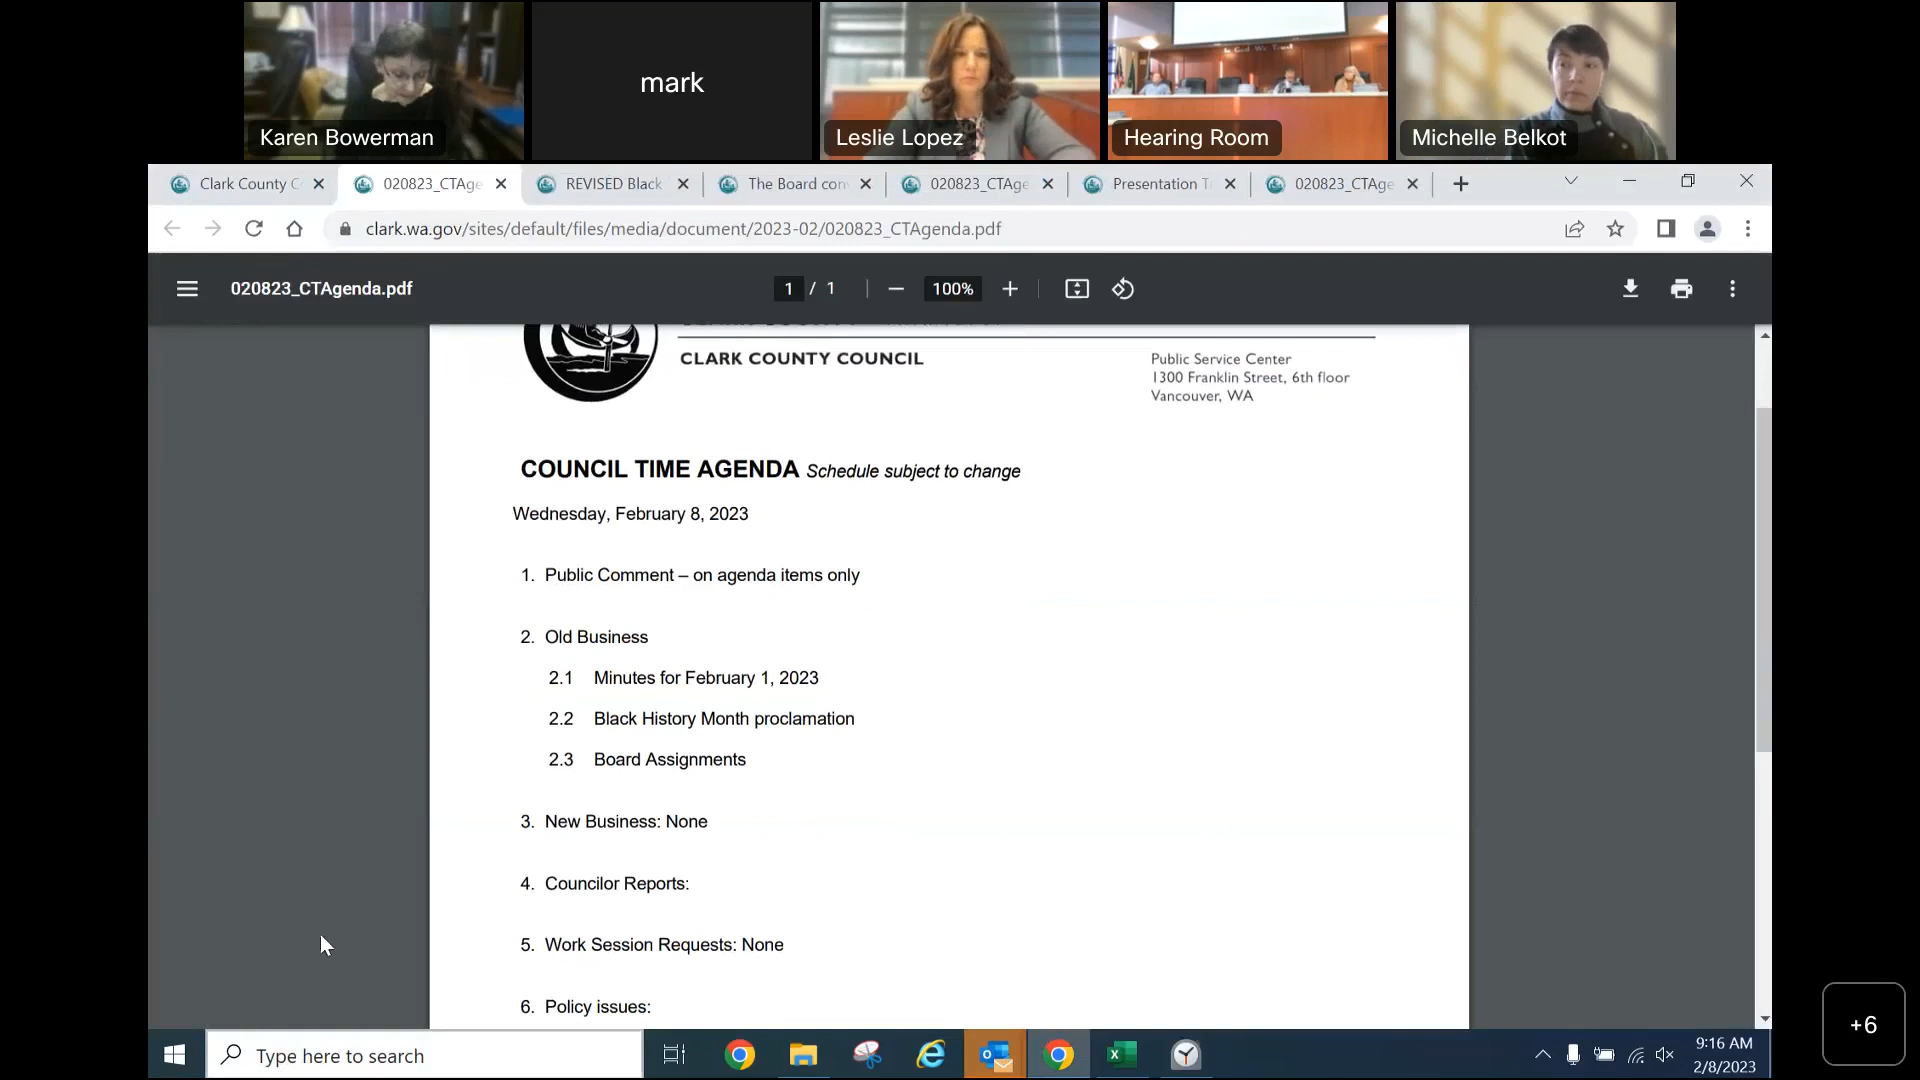 mark
In God We Trust
Karen Bowerman
Leslie Lopez
Hearing Room
Michelle Belkot
Clark County C
020823_CTAge
REVISED Black
The Board con
020823_CTAge
Presentation T
020823_CTAge
clark.wa.gov/sites/default/files/media/document/2023-02/020823_CTAgenda.pdf
020823_CTAgenda.pdf
1 / 1
100%
CLARK COUNTY COUNCIL
Public Service Center
1300 Franklin Street, 6th floor
Vancouver, WA
COUNCIL TIME AGENDA Schedule subject to change
Wednesday, February 8, 2023
1. Public Comment – on agenda items only
2. Old Business
2.1 Minutes for February 1, 2023
2.2 Black History Month proclamation
2.3 Board Assignments
3. New Business: None
4. Councilor Reports:
5. Work Session Requests: None
6. Policy issues:
+6
Type here to search
9:16 AM
2/8/2023